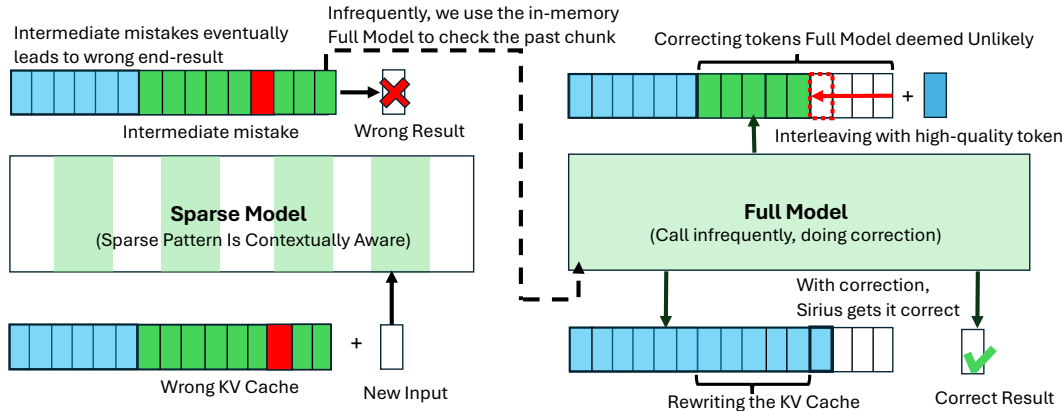 Intermediate mistakes eventually
leads to wrong end-result
Infrequently, we use the in-memory
Full Model to check the past chunk
Intermediate mistake
Wrong Result
Sparse Model
(Sparse Pattern Is Contextually Aware)
+
Wrong KV Cache
New Input
Correcting tokens Full Model deemed Unlikely
+
Interleaving with high-quality token
Full Model
(Call infrequently, doing correction)
With correction,
Sirius gets it correct
Rewriting the KV Cache
Correct Result